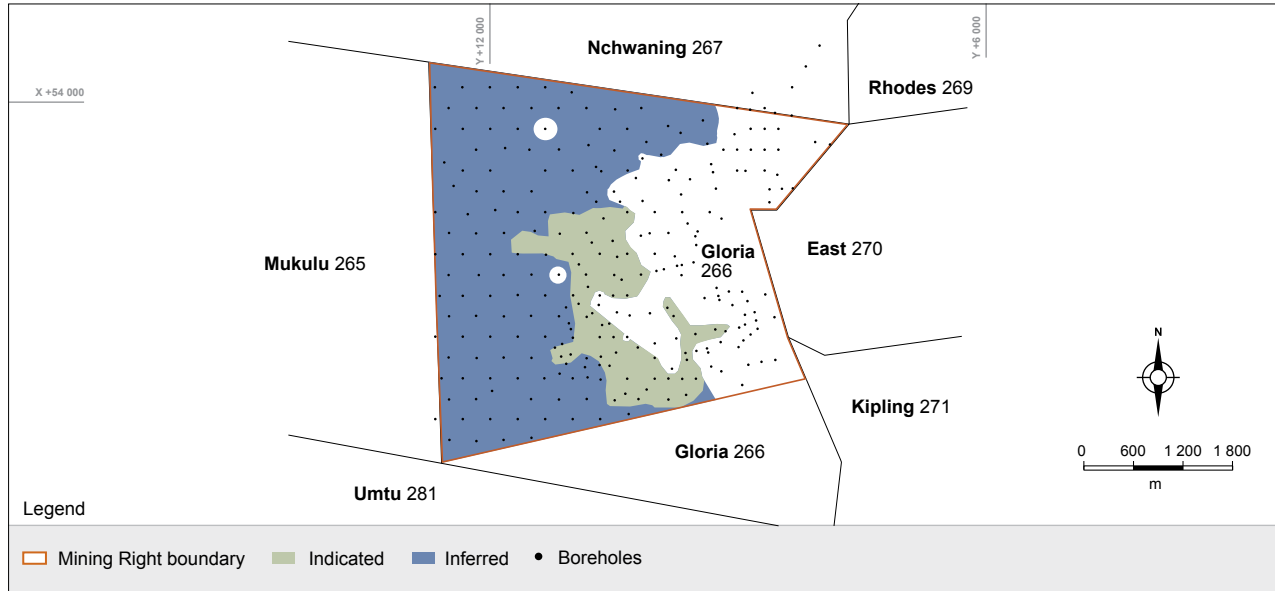 Y +12 000
Y +6 000
Nchwaning 267
Rhodes 269
X +54 000
Mukulu 265
Gloria
266
East 270
N
Kipling 271
Gloria 266
0 600 1 200 1 800
m
Umtu 281
Legend
Mining Right boundary Indicated Inferred Boreholes